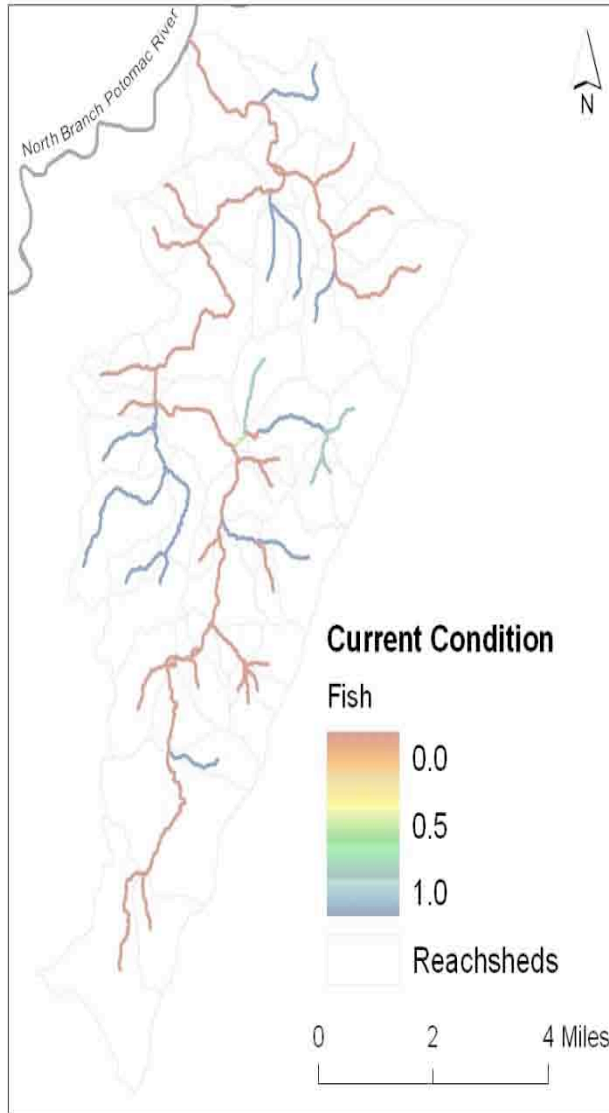 North Branch Potomac River
N
Current Condition
Fish
0.0
0.5
1.0
Reachsheds
0 2 4 Miles